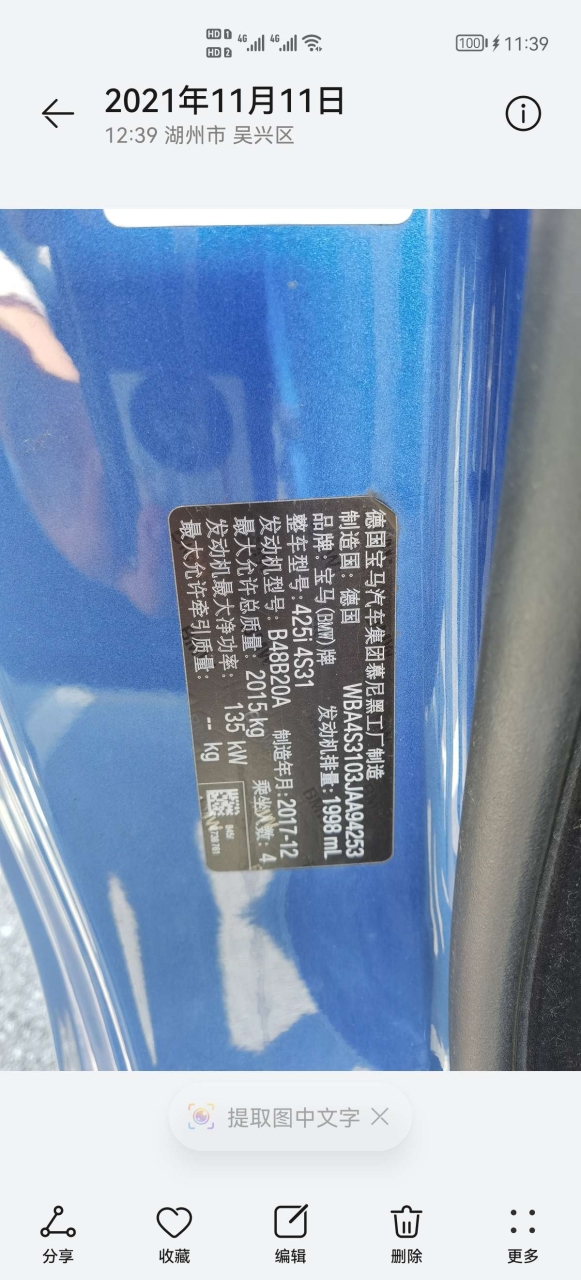 HD 1
HD 2
4G
4G
100
11:39
2021年11月11日
12:39 湖州市 吴兴区
德国宝马汽车集团慕尼黑工厂制造
制造国：德国 WBA4S3103JAA94253
品牌：宝马(BMW)牌 发动机排量:1998 mL
整车型号:425i 4S31
发动机型号: B48B20A 制造年月:2017-12
最大允许总质量: 2015 kg 乘坐人数: 4
发动机最大净功率: 135 kW
最大允许牵引质量: -- kg
提取图中文字
分享
收藏
编辑
删除
更多